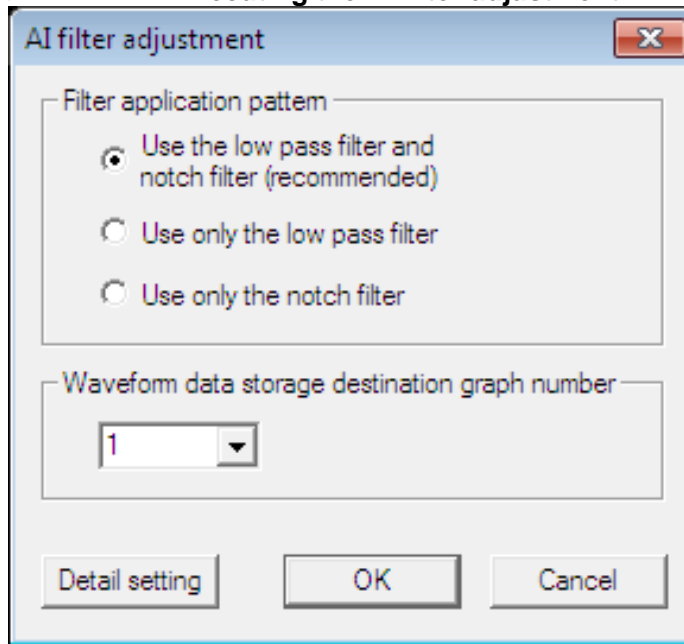 AI filter adjustment
Filter application pattern
Use the low pass filter and
notch filter (recommended)
Use only the low pass filter
Use only the notch filter
Waveform data storage destination graph number
1
Detail setting
OK
Cancel